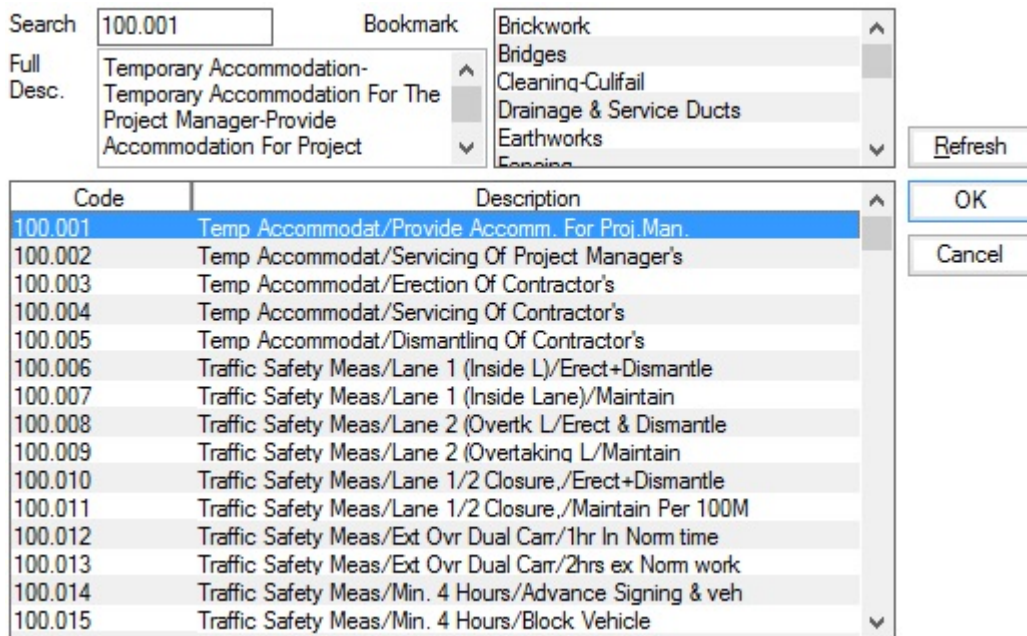 Search 100.001 Bookmark
Full Desc.
Temporary Accommodation-
Temporary Accommodation For The
Project Manager-Provide
Accommodation For Project
Brickwork
Bridges
Cleaning-Culifail
Drainage & Service Ducts
Earthworks
Fencing
Refresh
OK
Cancel
Code Description
100.001 Temp Accommodat/Provide Accomm. For Proj.Man.
100.002 Temp Accommodat/Servicing Of Project Manager's
100.003 Temp Accommodat/Erection Of Contractor's
100.004 Temp Accommodat/Servicing Of Contractor's
100.005 Temp Accommodat/Dismantling Of Contractor's
100.006 Traffic Safety Meas/Lane 1 (Inside L)/Erect+Dismantle
100.007 Traffic Safety Meas/Lane 1 (Inside Lane)/Maintain
100.008 Traffic Safety Meas/Lane 2 (Overtk L/Erect & Dismantle
100.009 Traffic Safety Meas/Lane 2 (Overtaking L/Maintain
100.010 Traffic Safety Meas/Lane 1/2 Closure,/Erect+Dismantle
100.011 Traffic Safety Meas/Lane 1/2 Closure,/Maintain Per 100M
100.012 Traffic Safety Meas/Ext Ovr Dual Carr/1hr In Norm time
100.013 Traffic Safety Meas/Ext Ovr Dual Carr/2hrs ex Norm work
100.014 Traffic Safety Meas/Min. 4 Hours/Advance Signing & veh
100.015 Traffic Safety Meas/Min. 4 Hours/Block Vehicle